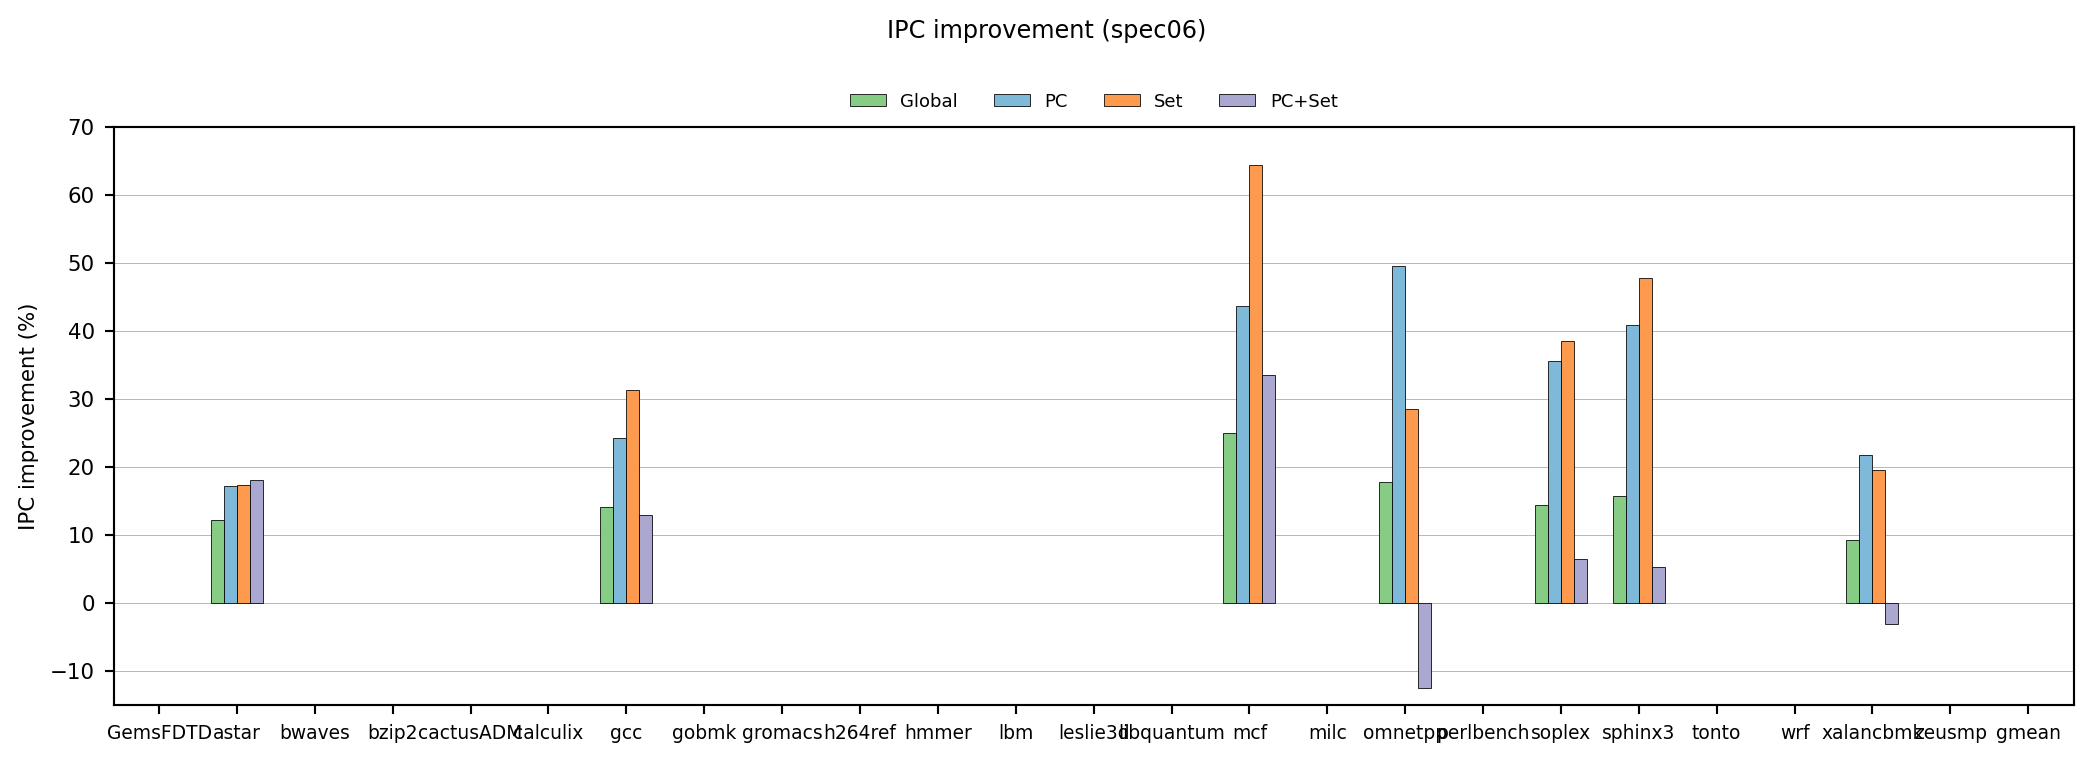 IPC improvement (spec06)
Global PC Set PC+Set
IPC improvement (%)
70
60
50
40
30
20
10
0
−10
GemsFDTD astar bwaves bzip2 cactusADM calculix gcc gobmk gromacs h264ref hmmer lbm leslie3d libquantum mcf milc omnetpp perlbench soplex sphinx3 tonto wrf xalancbmk zeusmp gmean